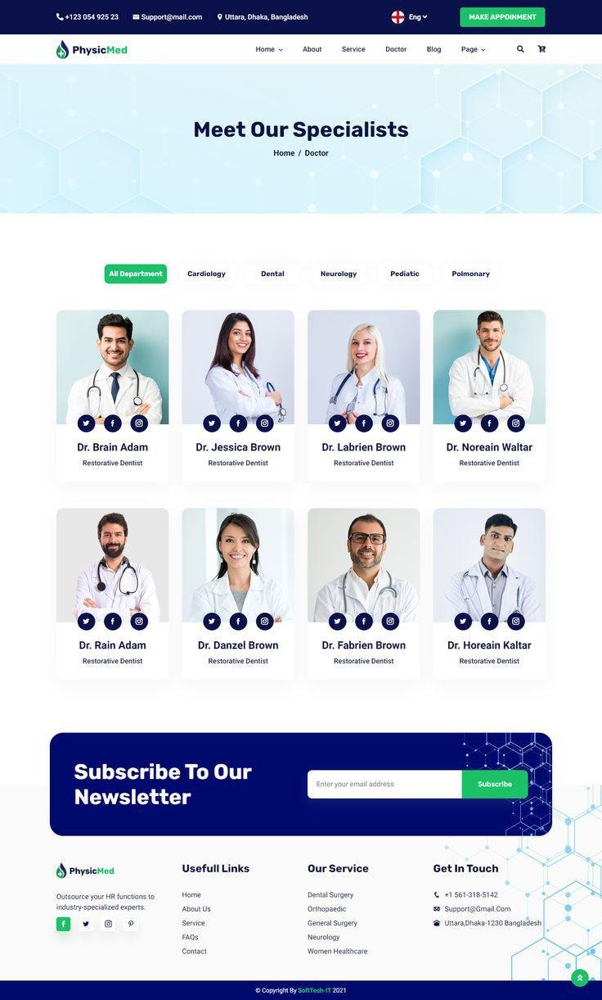 +123 054 925 23 Support@mail.com Uttara, Dhaka, Bangladesh Eng MAKE APPOINMENT
PhysicMed Home About Service Doctor Blog Page
Meet Our Specialists
Home / Doctor
All Department Cardiology Dental Neurology Pediatic Polmonary
Dr. Brain Adam Dr. Jessica Brown Dr. Labrien Brown Dr. Noreain Waltar
Restorative Dentist Restorative Dentist Restorative Dentist Restorative Dentist
Dr. Rain Adam Dr. Danzel Brown Dr. Fabrien Brown Dr. Horeain Kaltar
Restorative Dentist Restorative Dentist Restorative Dentist Restorative Dentist
Subscribe To Our
Newsletter
Enter your email address Subscribe
PhysicMed
Outsource your HR functions to
industry-specialized experts.
Usefull Links
Home
About Us
Service
FAQs
Contact
Our Service
Dental Surgery
Orthopaedic
General Surgery
Neurology
Women Healthcare
Get In Touch
+1 561-318-5142
Support@Gmail.Com
Uttara,Dhaka-1230 Bangladesh
© Copyright By SoftTech-IT 2021